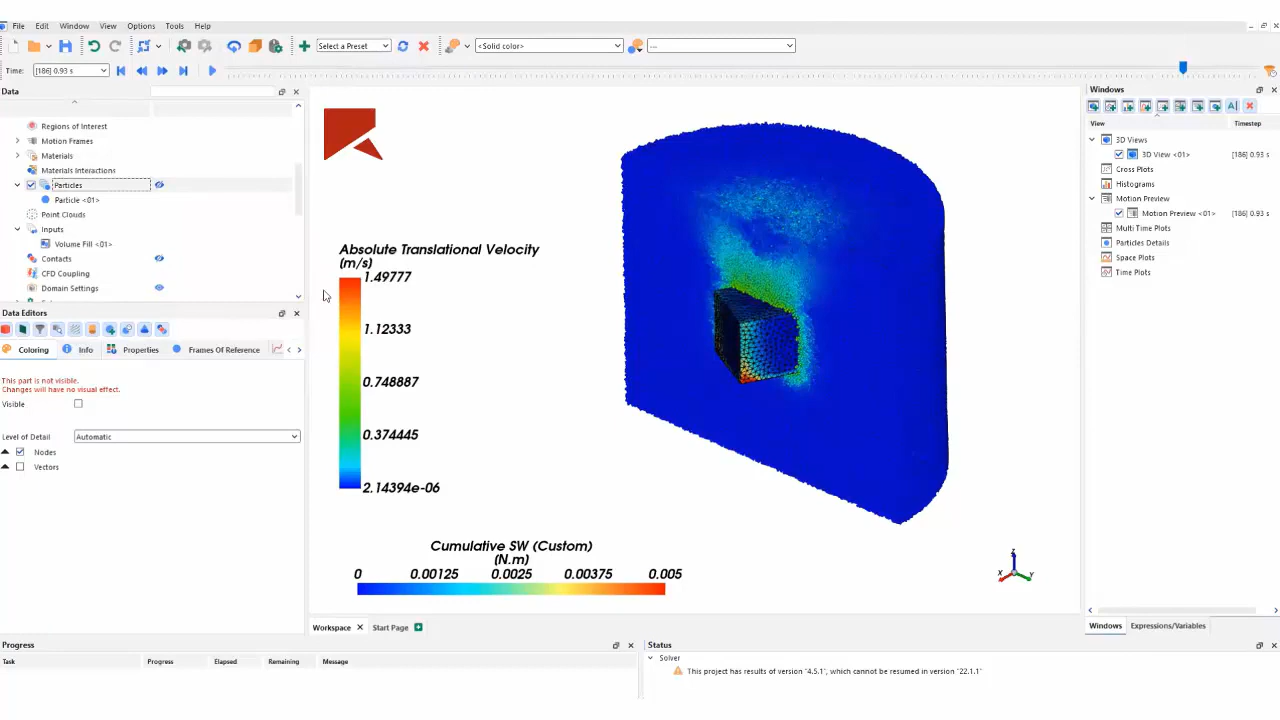 File Edit Window View Options Tools Help
Select a Preset <Solid color> ---
Time: [186] 0.93 s
Data
Regions of Interest
Motion Frames
Materials
Materials Interactions
Particles
Particle <01>
Point Clouds
Inputs
Volume Fill <01>
Contacts
CFD Coupling
Domain Settings
Data Editors
Coloring Info Properties Frames Of Reference
This part is not visible.
Changes will have no visual effect.
Visible
Level of Detail Automatic
Nodes
Vectors
Absolute Translational Velocity
(m/s)
1.49777
1.12333
0.748887
0.374445
2.14394e-06
Cumulative SW (Custom)
(N.m)
0 0.00125 0.0025 0.00375 0.005
Z
X Y
Workspace Start Page
Windows
View Timestep
3D Views
3D View <01> [186] 0.93 s
Cross Plots
Histograms
Motion Preview
Motion Preview <01> [186] 0.93 s
Multi Time Plots
Particles Details
Space Plots
Time Plots
Windows Expressions/Variables
Progress
Task Progress Elapsed Remaining Message
Status
Solver
This project has results of version "4.5.1", which cannot be resumed in version "22.1.1"